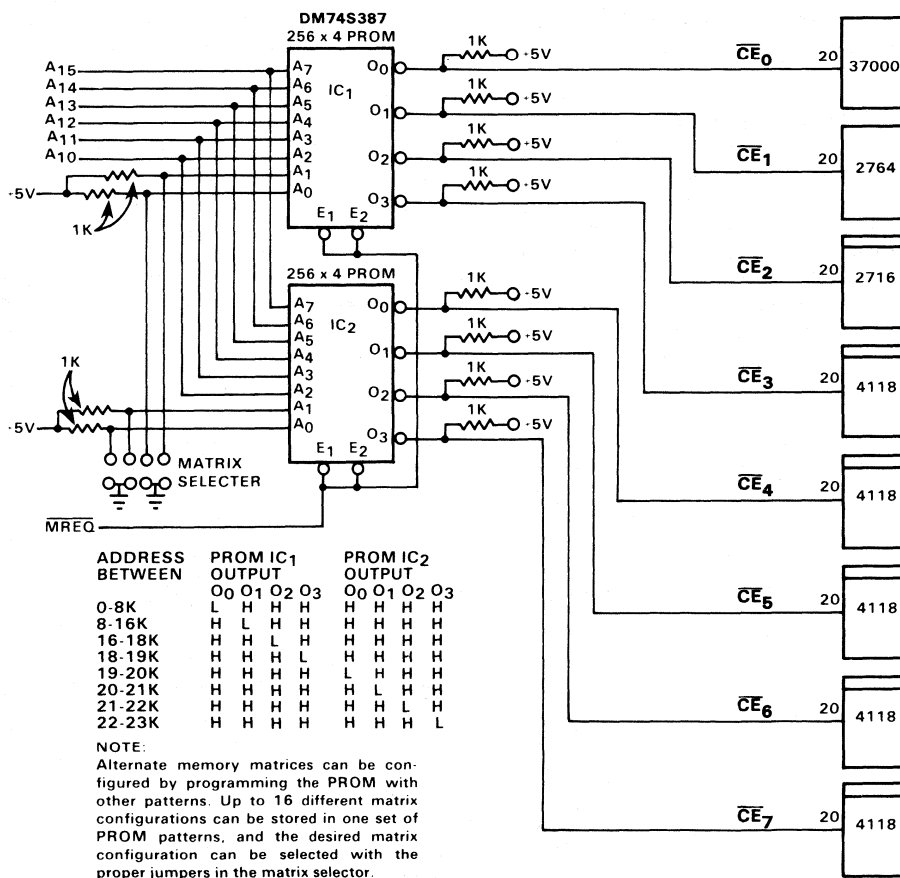 DM74S387
256 x 4 PROM
A15
A14
A13
A12
A11
A10
+5V
1K
A7
A6
A5
A4
A3
A2
A1
A0
IC1
O0
O1
O2
O3
E1 E2
1K
+5V
1K
+5V
1K
+5V
1K
+5V
256 x 4 PROM
A7
A6
A5
A4
A3
A2
A1
A0
IC2
O0
O1
O2
O3
E1 E2
1K
+5V
1K
+5V
1K
+5V
1K
+5V
1K
+5V
MATRIX
SELECTER
MREQ
CE0 20 37000
CE1 20 2764
CE2 20 2716
CE3 20 4118
CE4 20 4118
CE5 20 4118
CE6 20 4118
CE7 20 4118
ADDRESS PROM IC1 PROM IC2
BETWEEN OUTPUT OUTPUT
O0 O1 O2 O3 O0 O1 O2 O3
0-8K L H H H H H H H
8-16K H L H H H H H H
16-18K H H L H H H H H
18-19K H H H L H H H H
19-20K H H H H L H H H
20-21K H H H H H L H H
21-22K H H H H H H L H
22-23K H H H H H H H L
NOTE:
Alternate memory matrices can be con-
figured by programming the PROM with
other patterns. Up to 16 different matrix
configurations can be stored in one set of
PROM patterns, and the desired matrix
configuration can be selected with the
proper jumpers in the matrix selector.